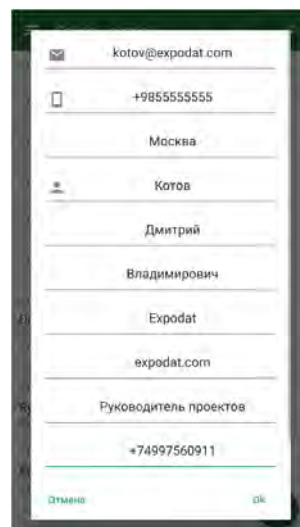 kotov@expodat.com
+9855555555
Москва
Котов
Дмитрий
Владимирович
Expodat
expodat.com
Руководитель проектов
+74997560911
Отмена Ok